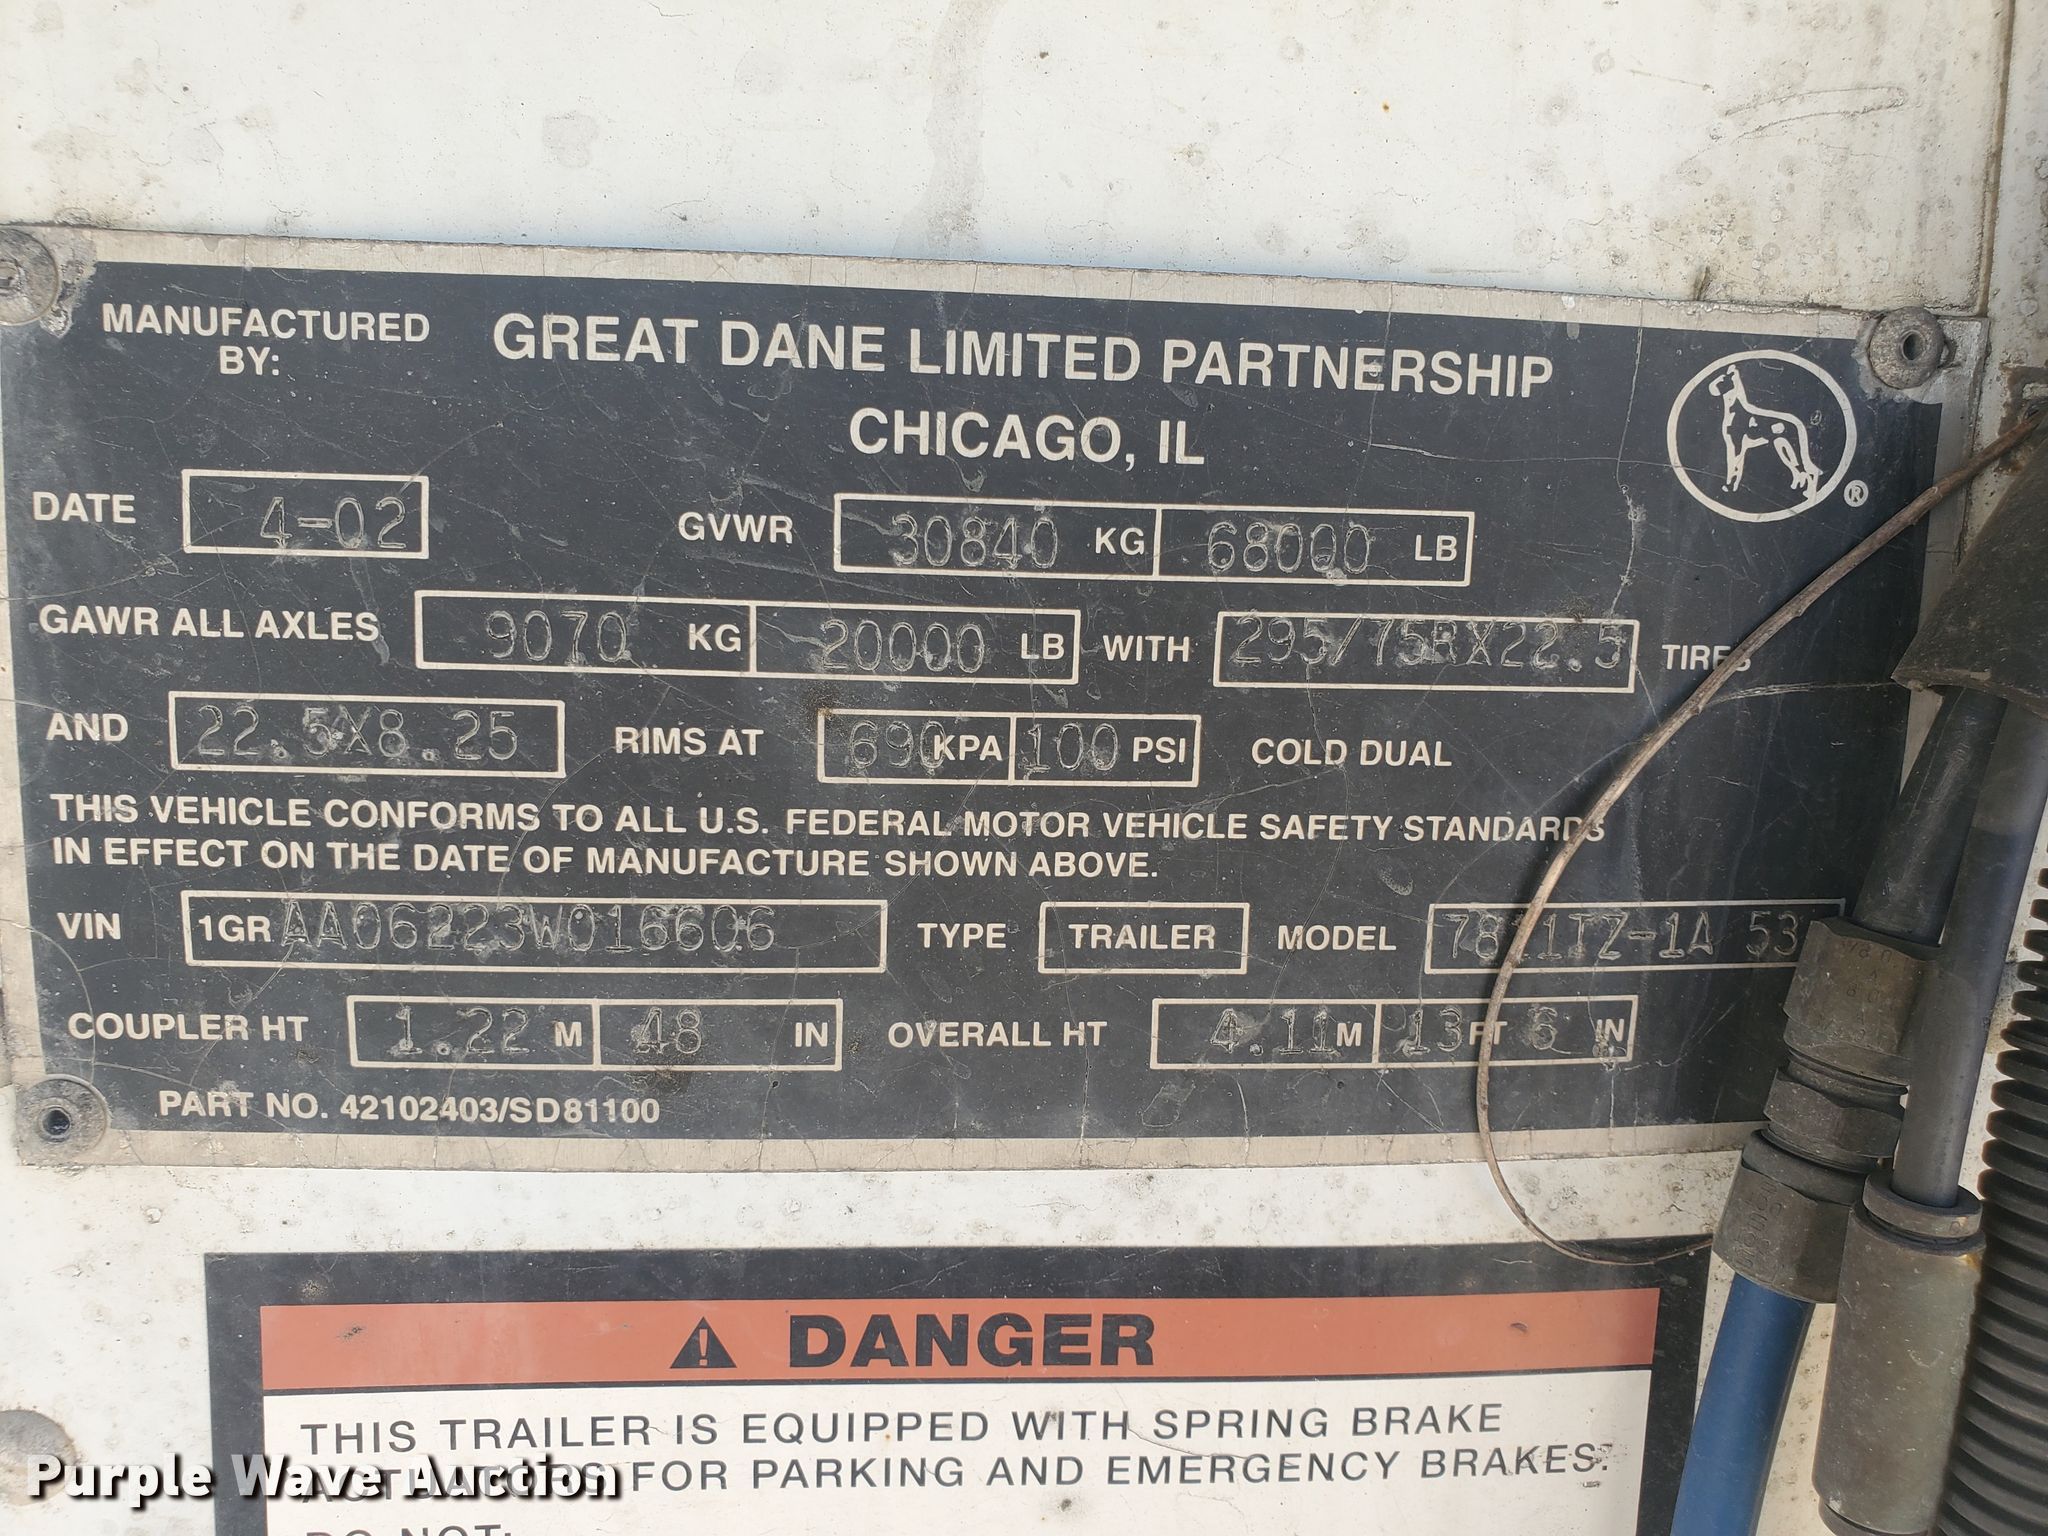 MANUFACTURED BY: GREAT DANE LIMITED PARTNERSHIP
CHICAGO, IL
®
DATE 4-02 GVWR 30840 KG 68000 LB
GAWR ALL AXLES 9070 KG 20000 LB WITH 295/75RX22.5 TIRES
AND 22.5X8.25 RIMS AT 690 KPA 100 PSI COLD DUAL
THIS VEHICLE CONFORMS TO ALL U.S. FEDERAL MOTOR VEHICLE SAFETY STANDARDS
IN EFFECT ON THE DATE OF MANUFACTURE SHOWN ABOVE.
VIN 1GRAA06223W016606 TYPE TRAILER MODEL 53
COUPLER HT 1.22 M 48 IN OVERALL HT 4.11 M 13 FT 6 IN
PART NO. 42102403/SD81100
DANGER
THIS TRAILER IS EQUIPPED WITH SPRING BRAKE
ACTUATORS FOR PARKING AND EMERGENCY BRAKES.
DO NOT:
Purple Wave Auction